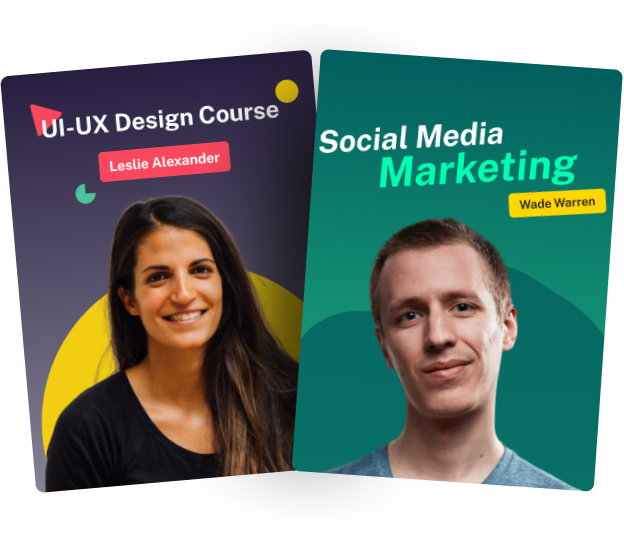 UI-UX Design Course
Leslie Alexander
Social Media
Marketing
Wade Warren